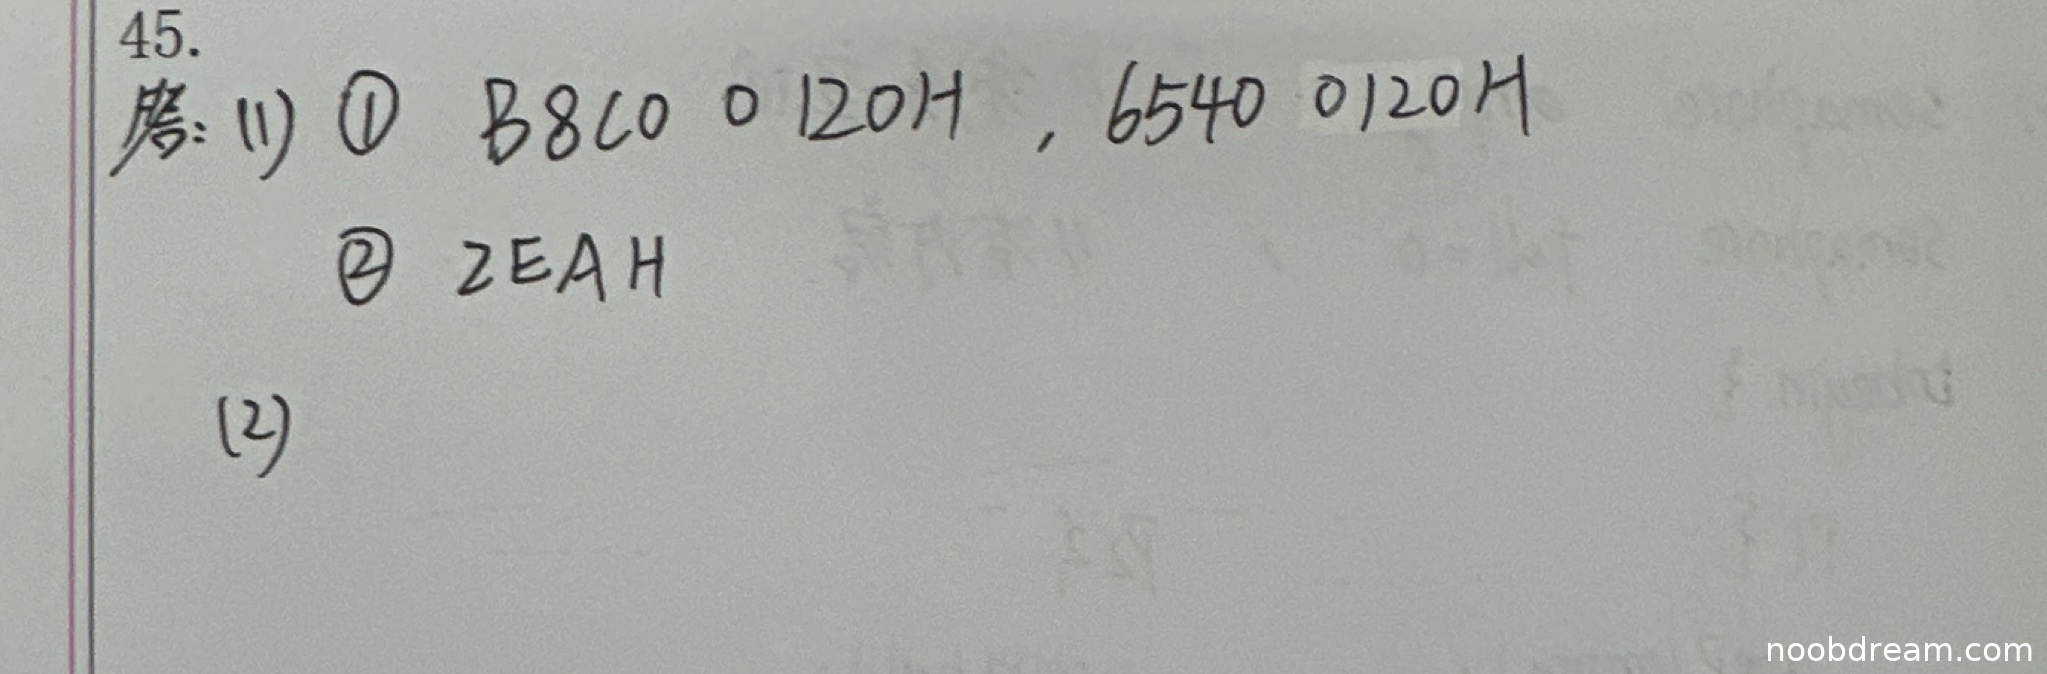 45.
答: (1) ① B8C0 0120H , 6540 0120H
② 2EAH
(2)
noobdream.com